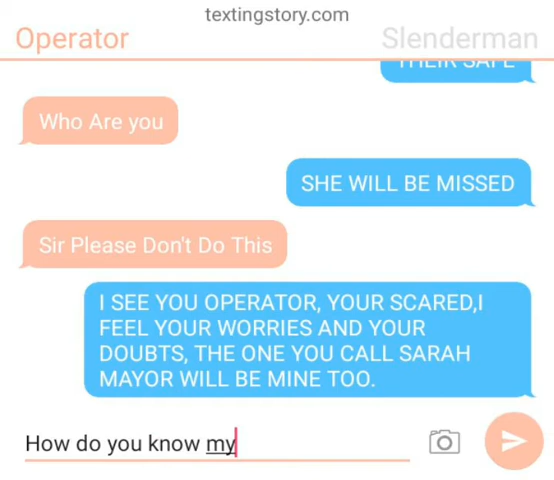 textingstory.com
Operator
Slenderman
THEIR SAFE
Who Are you
SHE WILL BE MISSED
Sir Please Don't Do This
I SEE YOU OPERATOR, YOUR SCARED,I
FEEL YOUR WORRIES AND YOUR
DOUBTS, THE ONE YOU CALL SARAH
MAYOR WILL BE MINE TOO.
How do you know my